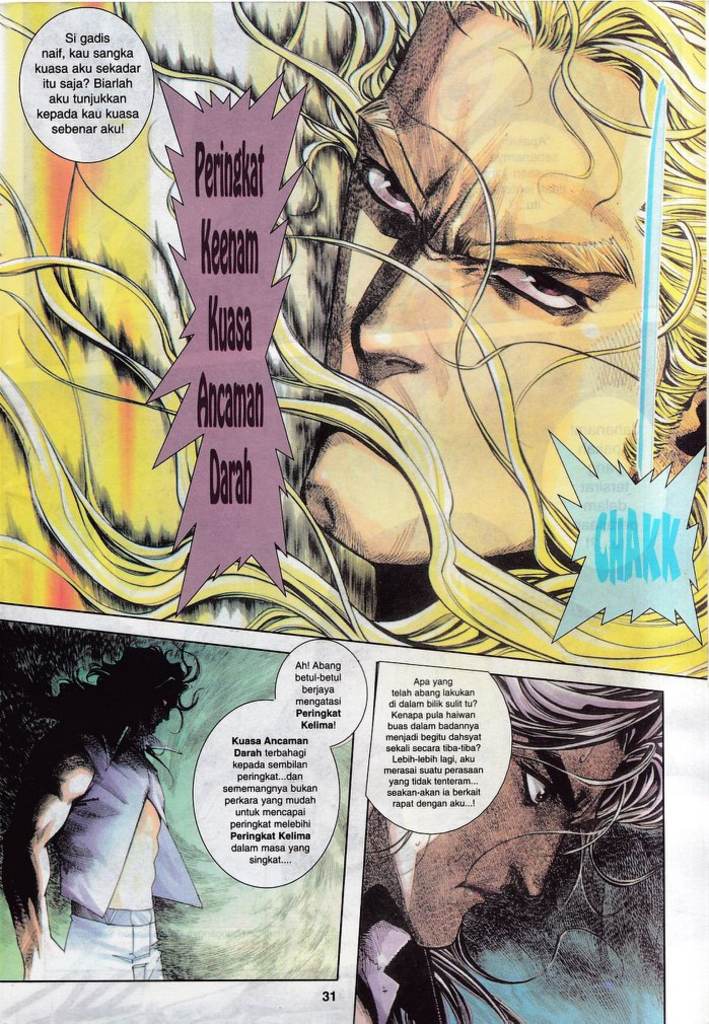 Si gadis
naif, kau sangka
kuasa aku sekadar
itu saja? Biarlah
aku tunjukkan
kepada kau kuasa
sebenar aku!
Peringkat
Keenam
Kuasa
Ancaman
Darah
CHAKK
Ah! Abang
betul-betul
berjaya
mengatasi
Peringkat
Kelima!
Kuasa Ancaman
Darah terbahagi
kepada sembilan
peringkat...dan
sememangnya bukan
perkara yang mudah
untuk mencapai
peringkat melebihi
Peringkat Kelima
dalam masa yang
singkat....
Apa yang
telah abang lakukan
di dalam bilik sulit tu?
Kenapa pula haiwan
buas dalam badannya
menjadi begitu dahsyat
sekali secara tiba-tiba?
Lebih-lebih lagi, aku
merasai suatu perasaan
yang tidak tenteram...
seakan-akan ia berkait
rapat dengan aku...!
31